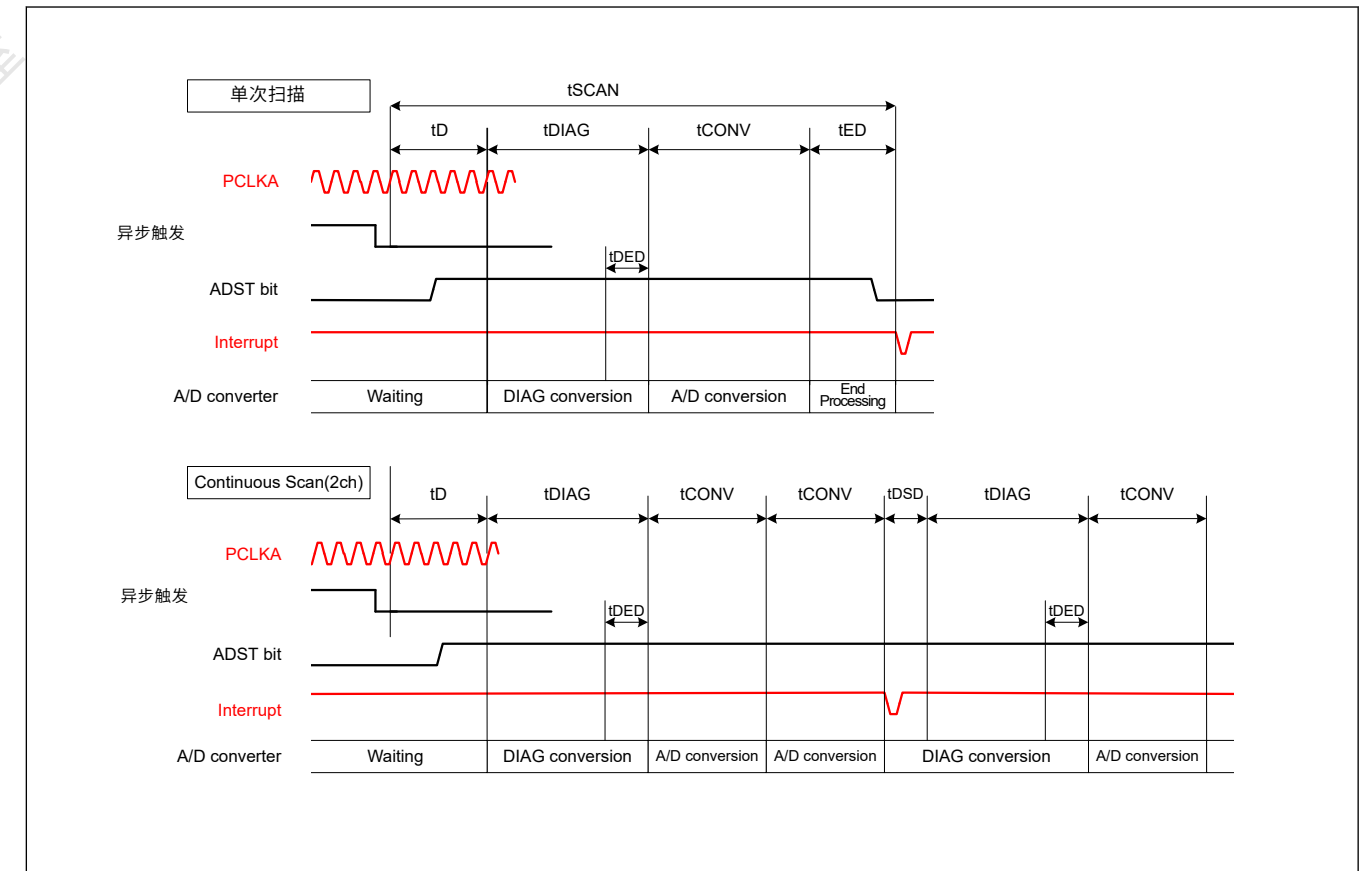 单次扫描
tSCAN
tD tDIAG tCONV tED
PCLKA
异步触发
tDED
ADST bit
Interrupt
A/D converter Waiting DIAG conversion A/D conversion End Processing
Continuous Scan(2ch)
tD tDIAG tCONV tCONV tDSD tDIAG tCONV
PCLKA
异步触发
tDED tDED
ADST bit
Interrupt
A/D converter Waiting DIAG conversion A/D conversion A/D conversion DIAG conversion A/D conversion